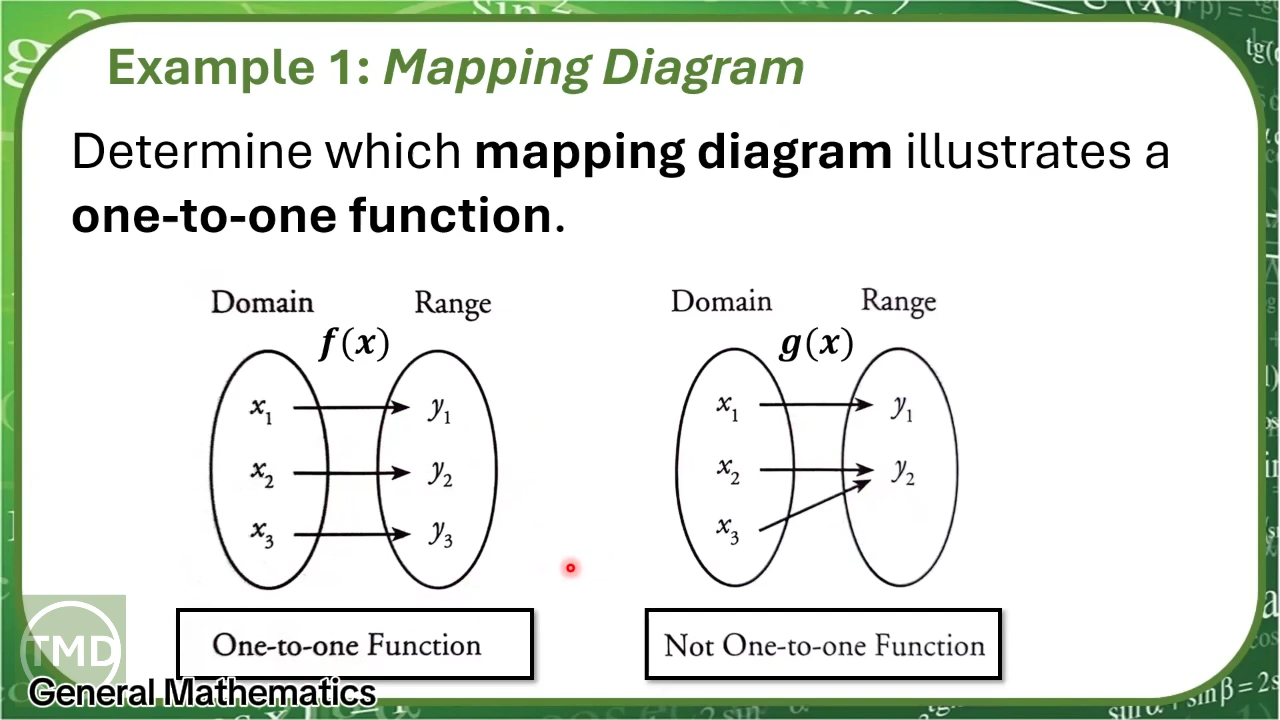 Example 1: Mapping Diagram
Determine which mapping diagram illustrates a
one-to-one function.
Domain Range
f(x)
x₁ y₁
x₂ y₂
x₃ y₃
One-to-one Function
Domain Range
g(x)
x₁ y₁
x₂ y₂
x₃
Not One-to-one Function
TMD
General Mathematics
sinβ=2s